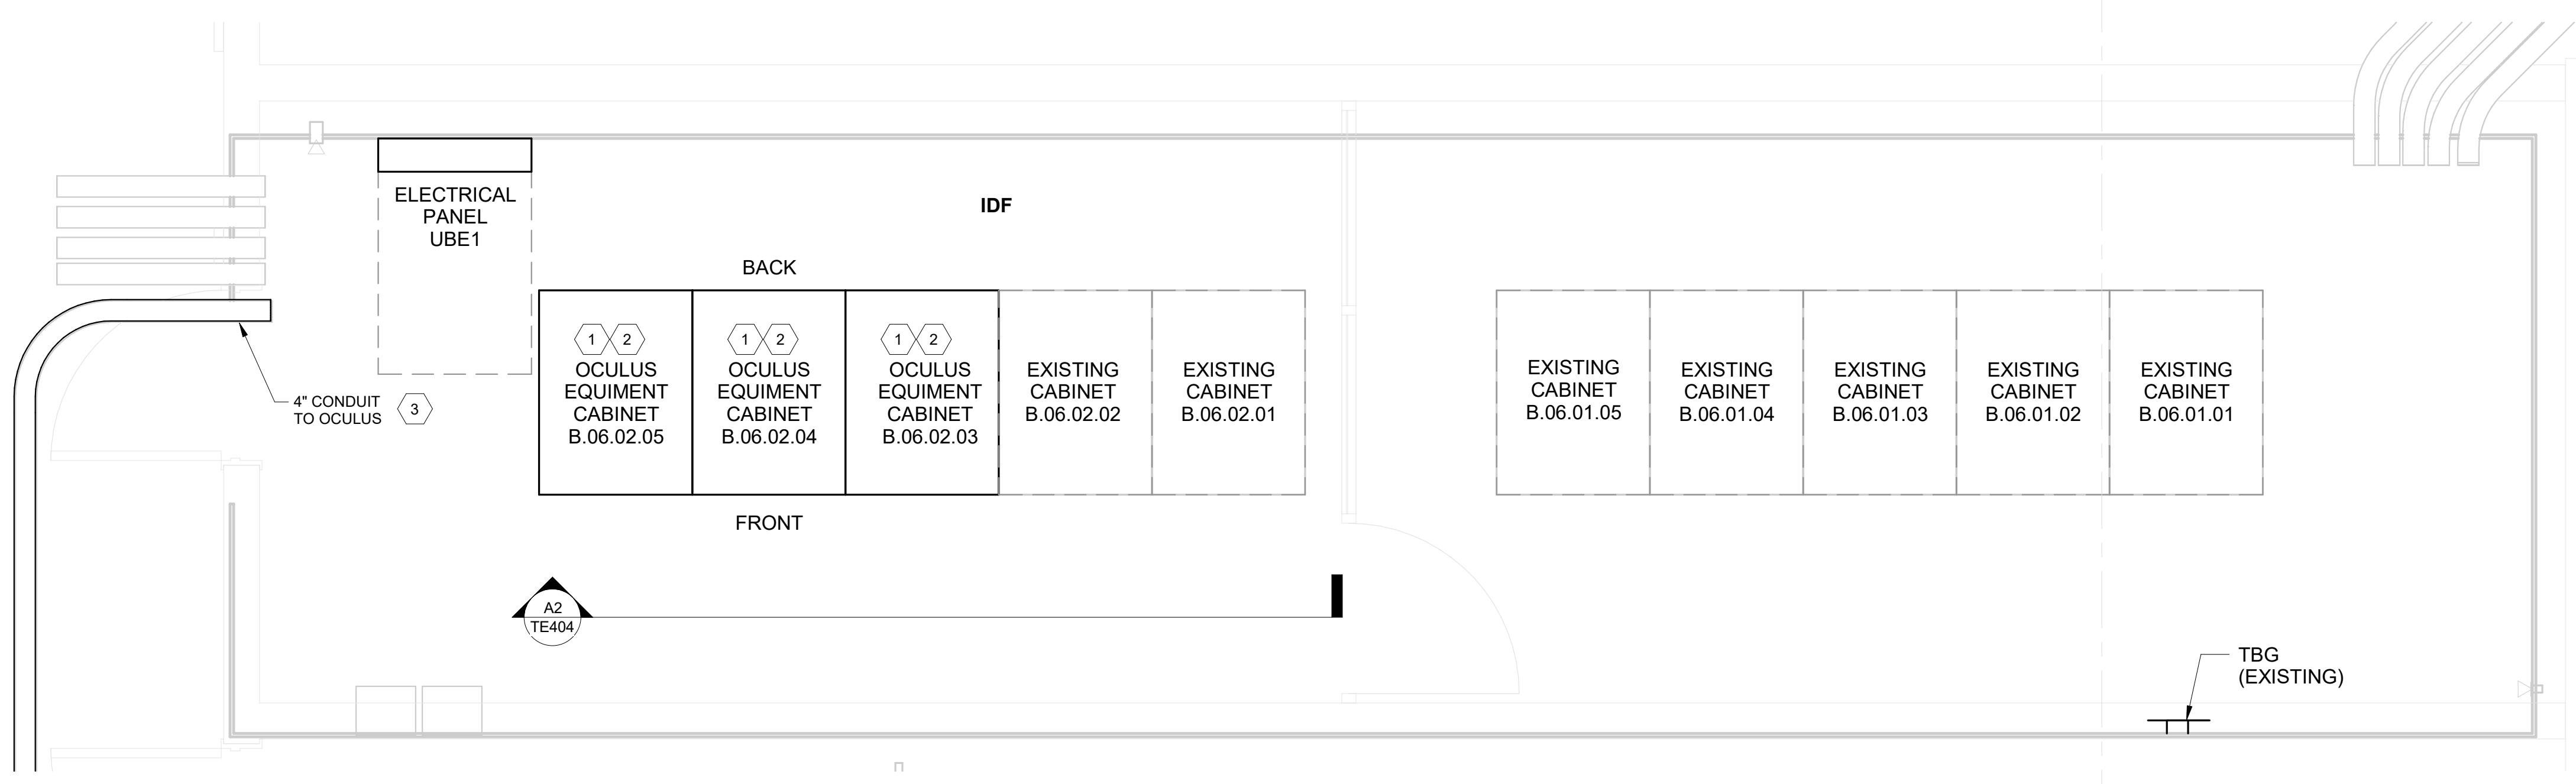 ELECTRICAL
PANEL
UBE1
IDF
BACK
1 2
OCULUS
EQUIMENT
CABINET
B.06.02.05
1 2
OCULUS
EQUIMENT
CABINET
B.06.02.04
1 2
OCULUS
EQUIMENT
CABINET
B.06.02.03
EXISTING
CABINET
B.06.02.02
EXISTING
CABINET
B.06.02.01
EXISTING
CABINET
B.06.01.05
EXISTING
CABINET
B.06.01.04
EXISTING
CABINET
B.06.01.03
EXISTING
CABINET
B.06.01.02
EXISTING
CABINET
B.06.01.01
4" CONDUIT
TO OCULUS
3
FRONT
A2
TE404
TBG
(EXISTING)